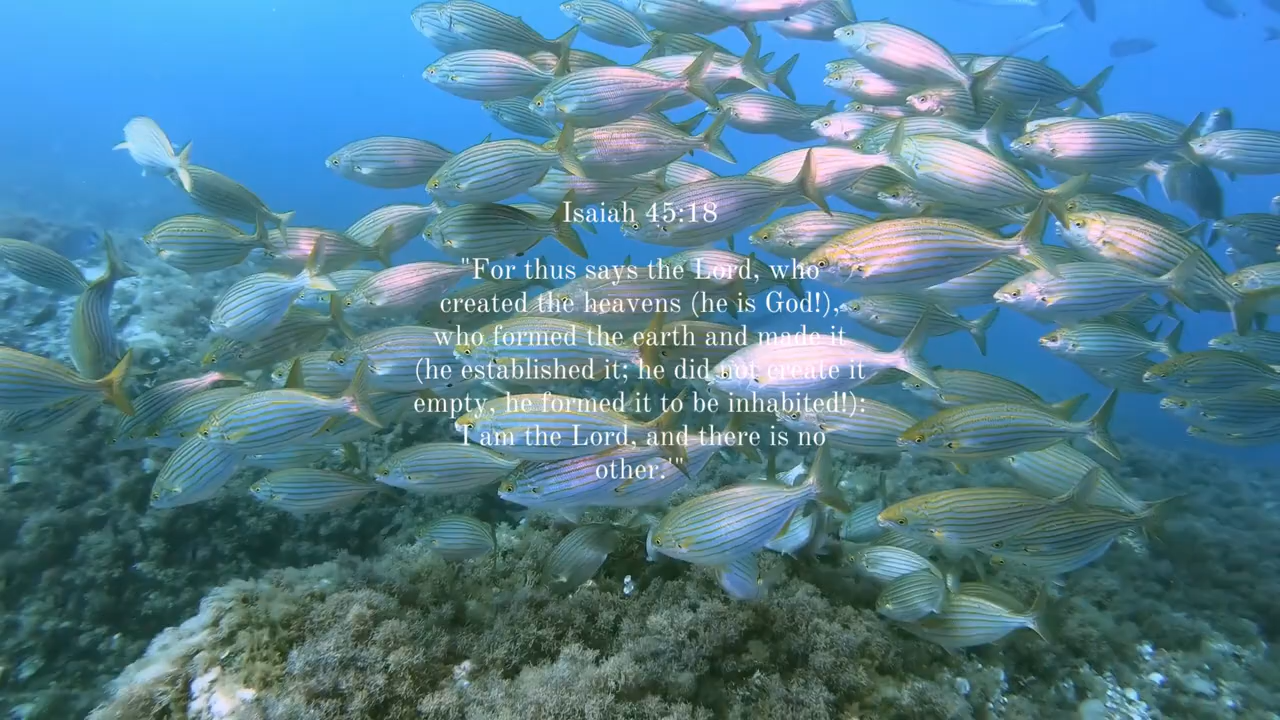 Isaiah 45:18
"For thus says the Lord, who
created the heavens (he is God!),
who formed the earth and made it
(he established it; he did not create it
empty, he formed it to be inhabited!):
'I am the Lord, and there is no
other.'"